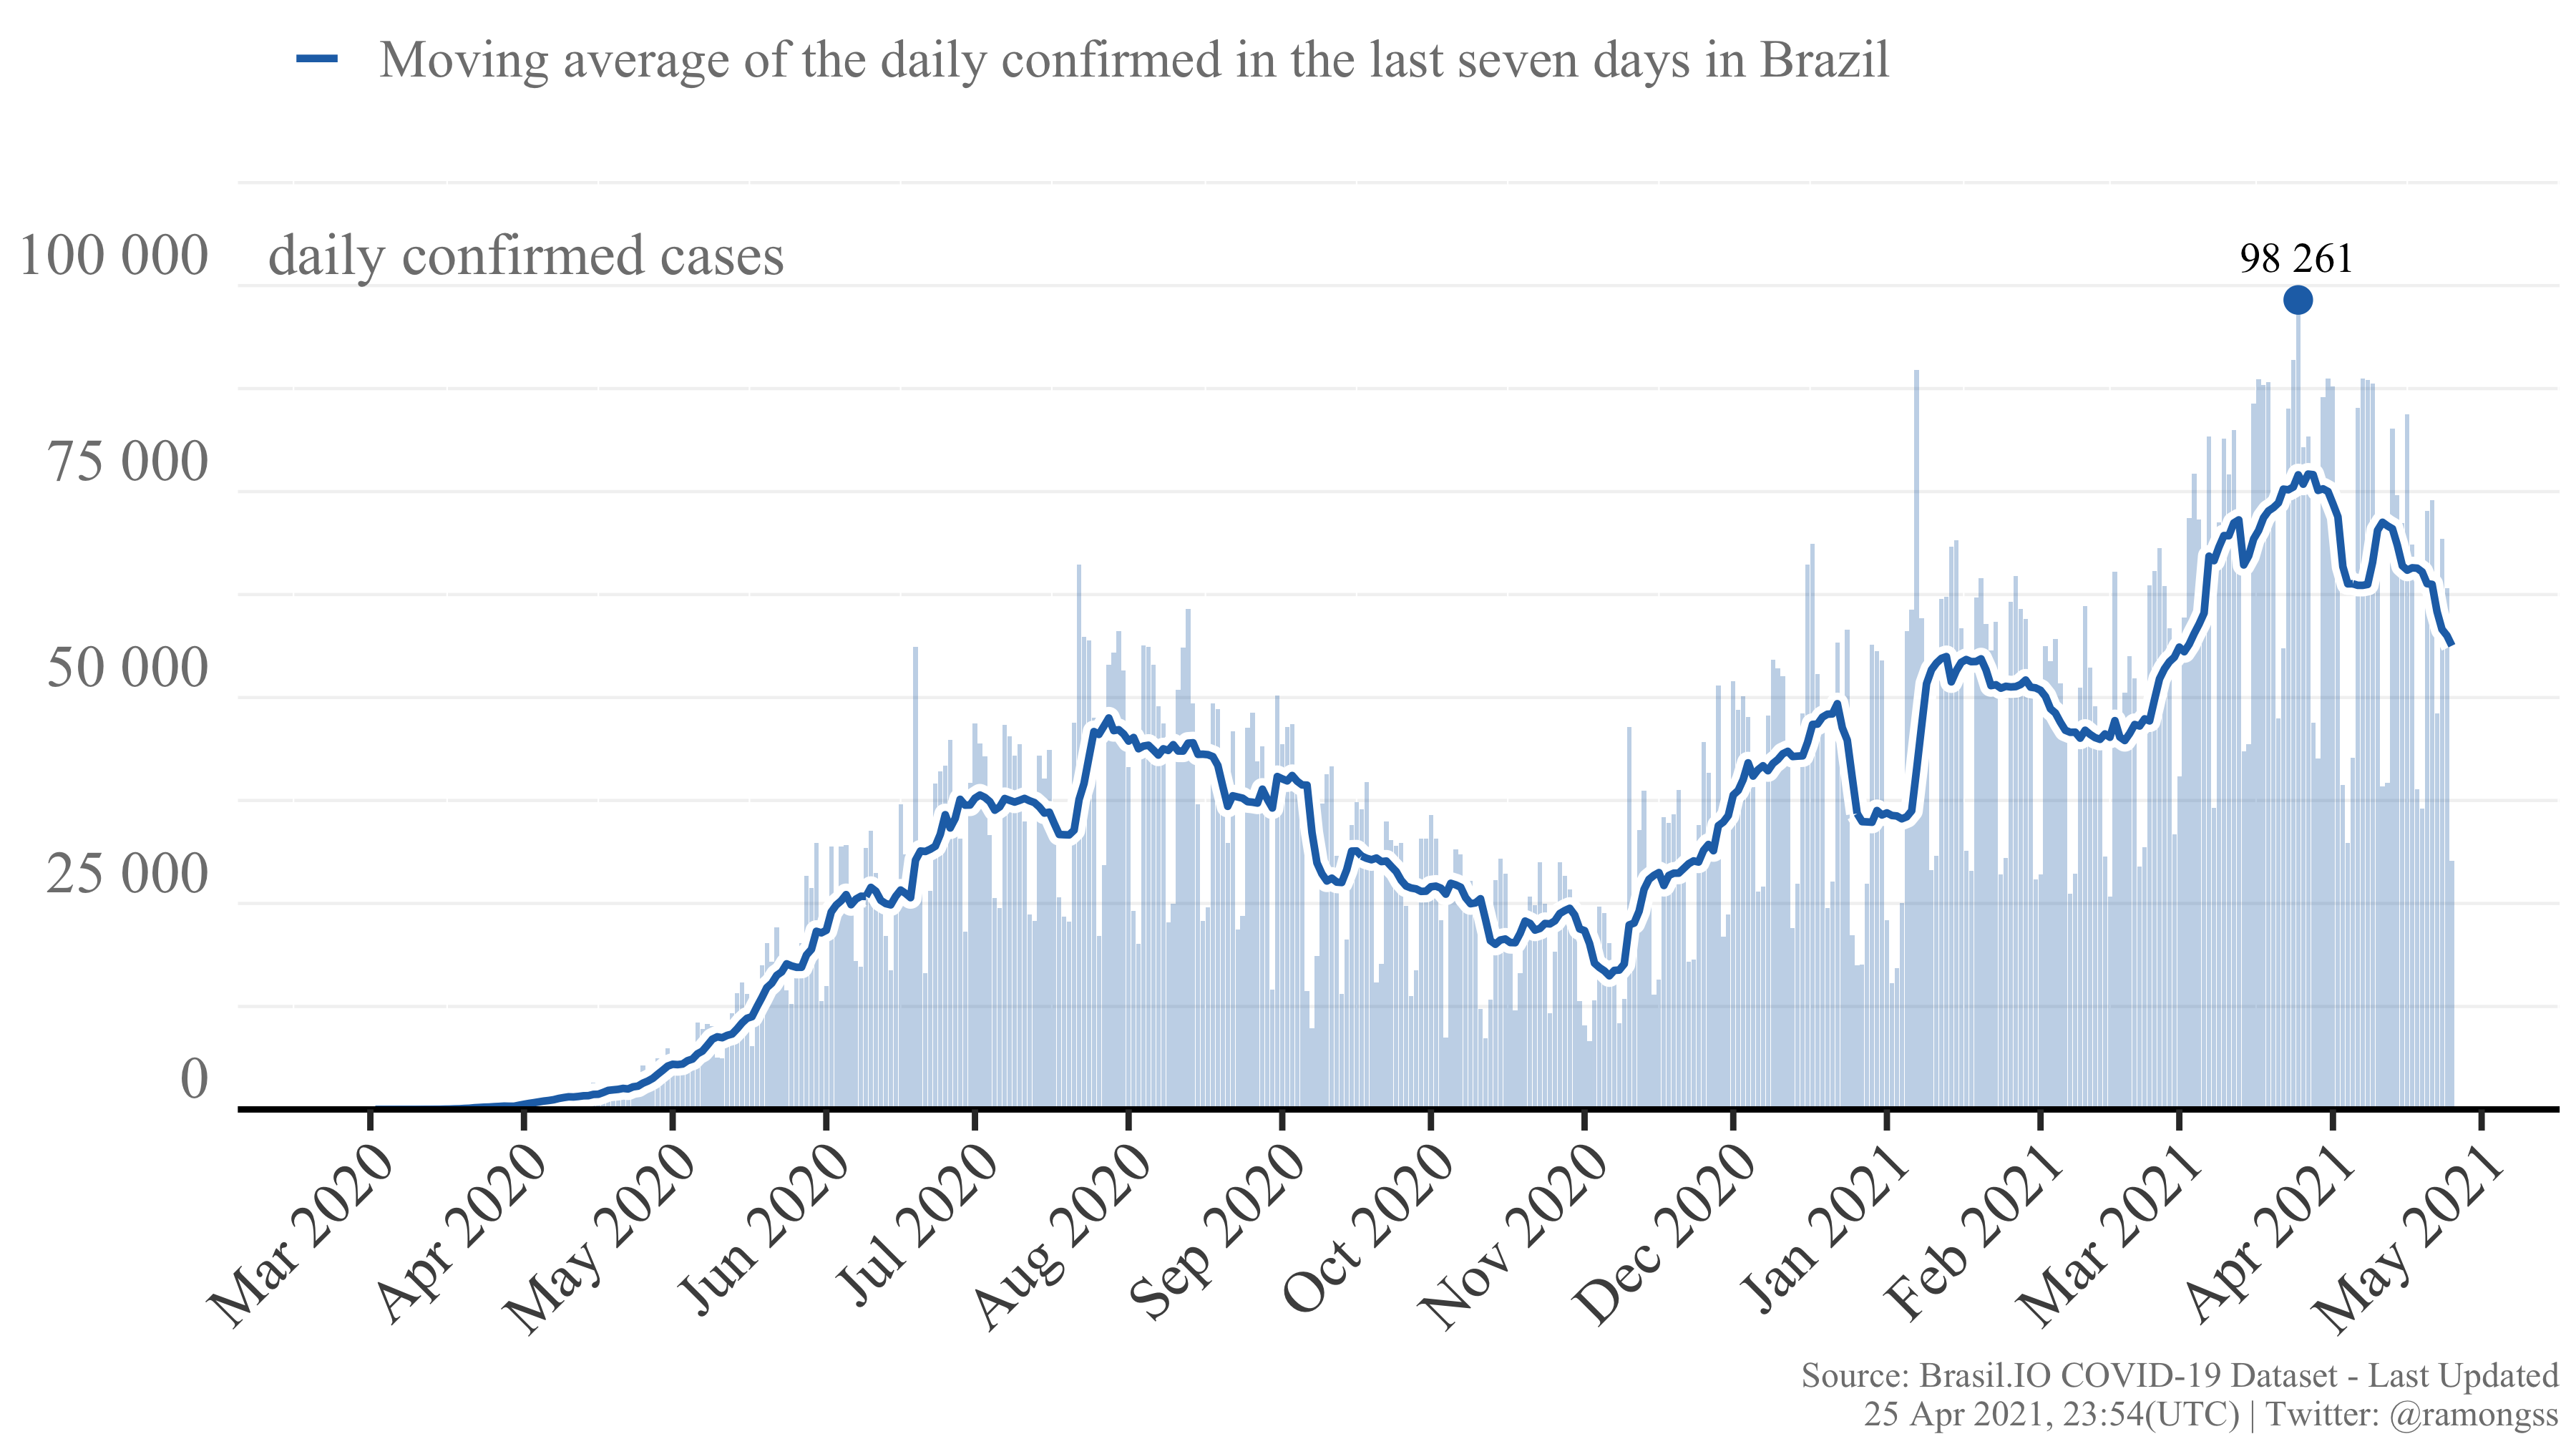 Moving average of the daily confirmed in the last seven days in Brazil
100 000
daily confirmed cases
98 261
75 000
50 000
25 000
0
Mar 2020
Apr 2020
May 2020
Jun 2020
Jul 2020
Aug 2020
Sep 2020
Oct 2020
Nov 2020
Dec 2020
Jan 2021
Feb 2021
Mar 2021
Apr 2021
May 2021
Source: Brasil.IO COVID-19 Dataset - Last Updated
25 Apr 2021, 23:54(UTC) | Twitter: @ramongss